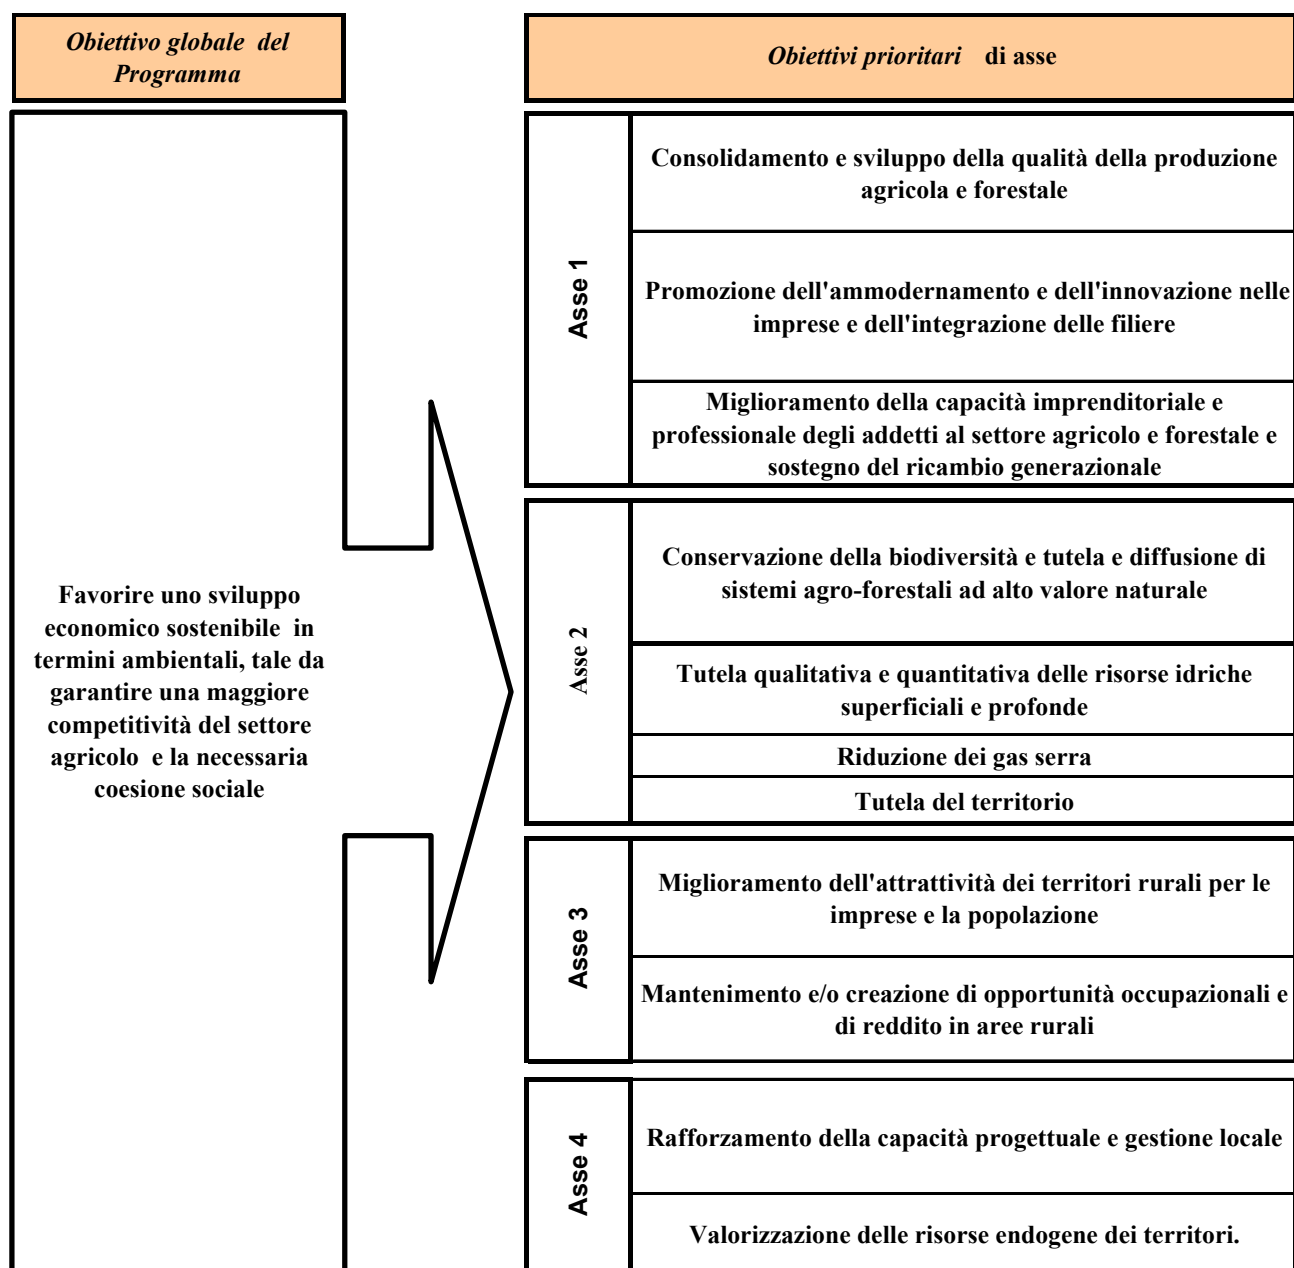 Obiettivo globale del
Programma
Obiettivi prioritari di asse
Favorire uno sviluppo
economico sostenibile in
termini ambientali, tale da
garantire una maggiore
competitività del settore
agricolo e la necessaria
coesione sociale
Asse 1
Consolidamento e sviluppo della qualità della produzione
agricola e forestale
Promozione dell'ammodernamento e dell'innovazione nelle
imprese e dell'integrazione delle filiere
Miglioramento della capacità imprenditoriale e
professionale degli addetti al settore agricolo e forestale e
sostegno del ricambio generazionale
Asse 2
Conservazione della biodiversità e tutela e diffusione di
sistemi agro-forestali ad alto valore naturale
Tutela qualitativa e quantitativa delle risorse idriche
superficiali e profonde
Riduzione dei gas serra
Tutela del territorio
Asse 3
Miglioramento dell'attrattività dei territori rurali per le
imprese e la popolazione
Mantenimento e/o creazione di opportunità occupazionali e
di reddito in aree rurali
Asse 4
Rafforzamento della capacità progettuale e gestione locale
Valorizzazione delle risorse endogene dei territori.